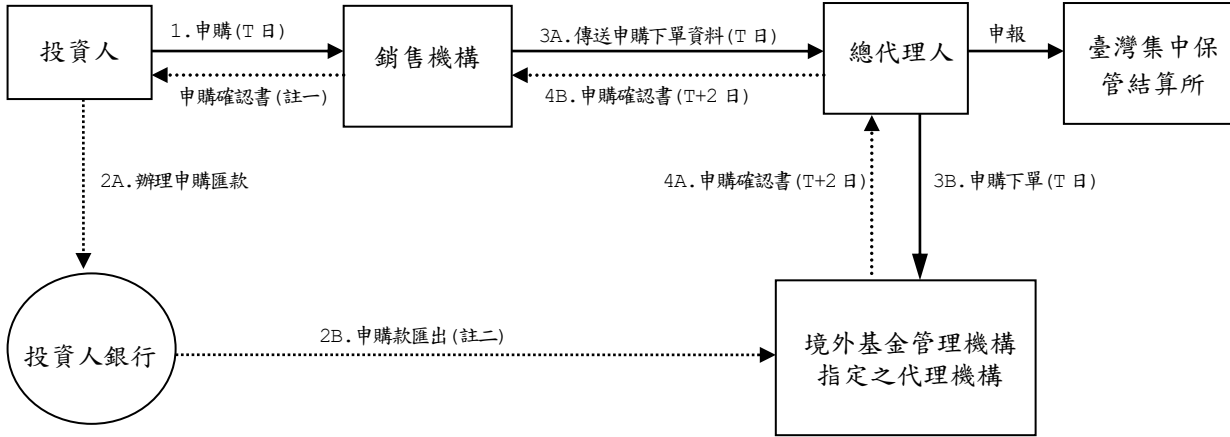 投資人
1.申購(T 日)
申購確認書(註一)
銷售機構
3A.傳送申購下單資料(T 日)
4B.申購確認書(T+2 日)
總代理人
申報
臺灣集中保
管結算所
2A.辦理申購匯款
4A.申購確認書(T+2 日)
3B.申購下單(T 日)
投資人銀行
2B.申購款匯出(註二)
境外基金管理機構
指定之代理機構